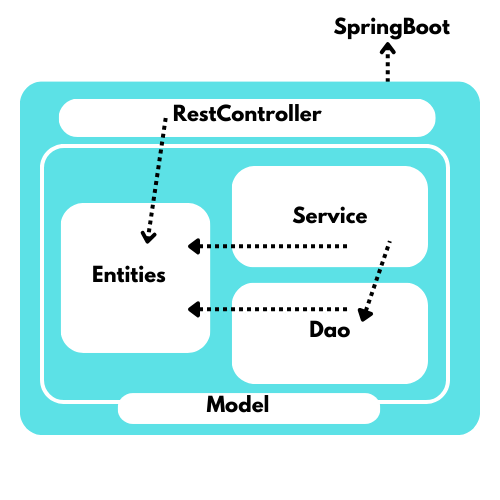 SpringBoot
RestController
Service
Entities
Dao
Model